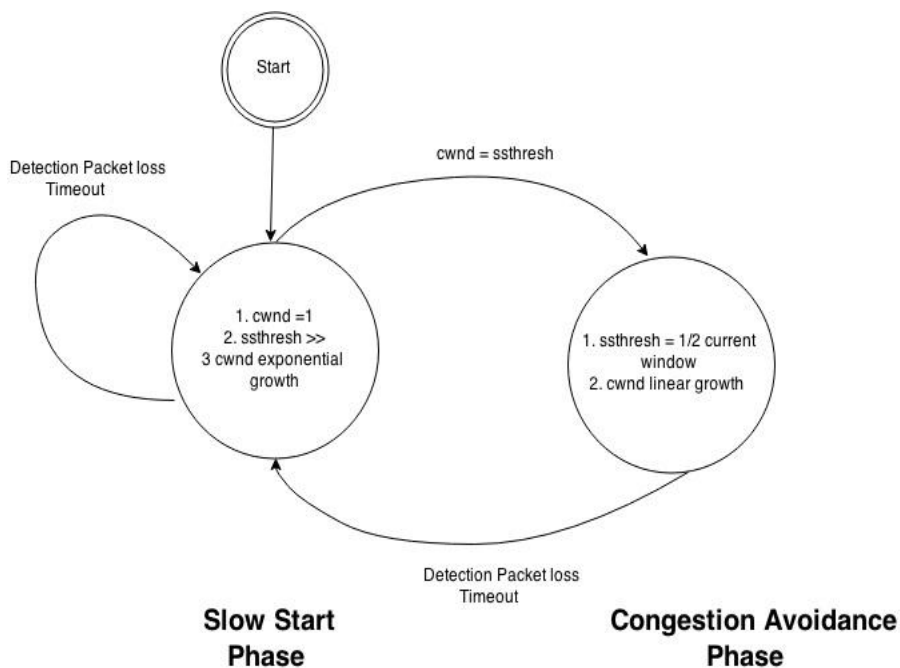 Start
cwnd = ssthresh
Detection Packet loss
Timeout
1. cwnd =1
2. ssthresh >>
3 cwnd exponential
growth
1. ssthresh = 1/2 current
window
2. cwnd linear growth
Detection Packet loss
Timeout
Slow Start
Phase
Congestion Avoidance
Phase